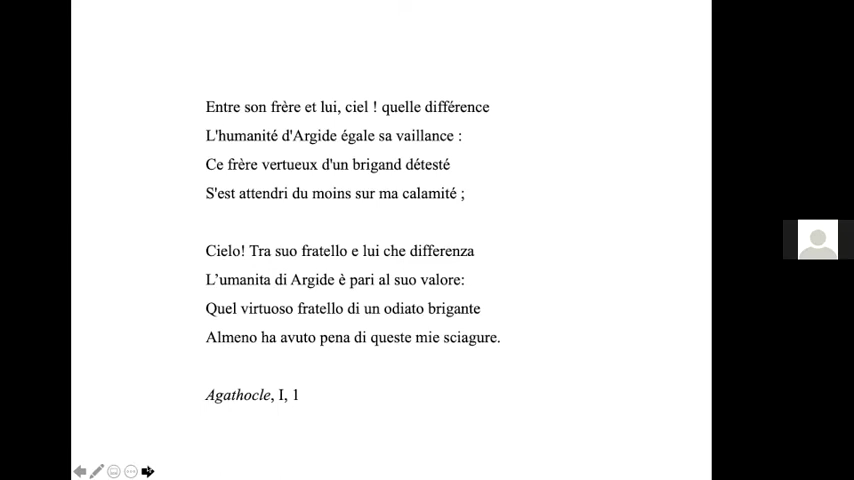 Entre son frère et lui, ciel ! quelle différence
L'humanité d'Argide égale sa vaillance :
Ce frère vertueux d'un brigand détesté
S'est attendri du moins sur ma calamité ;
Cielo! Tra suo fratello e lui che differenza
L’umanita di Argide è pari al suo valore:
Quel virtuoso fratello di un odiato brigante
Almeno ha avuto pena di queste mie sciagure.
Agathocle, I, 1